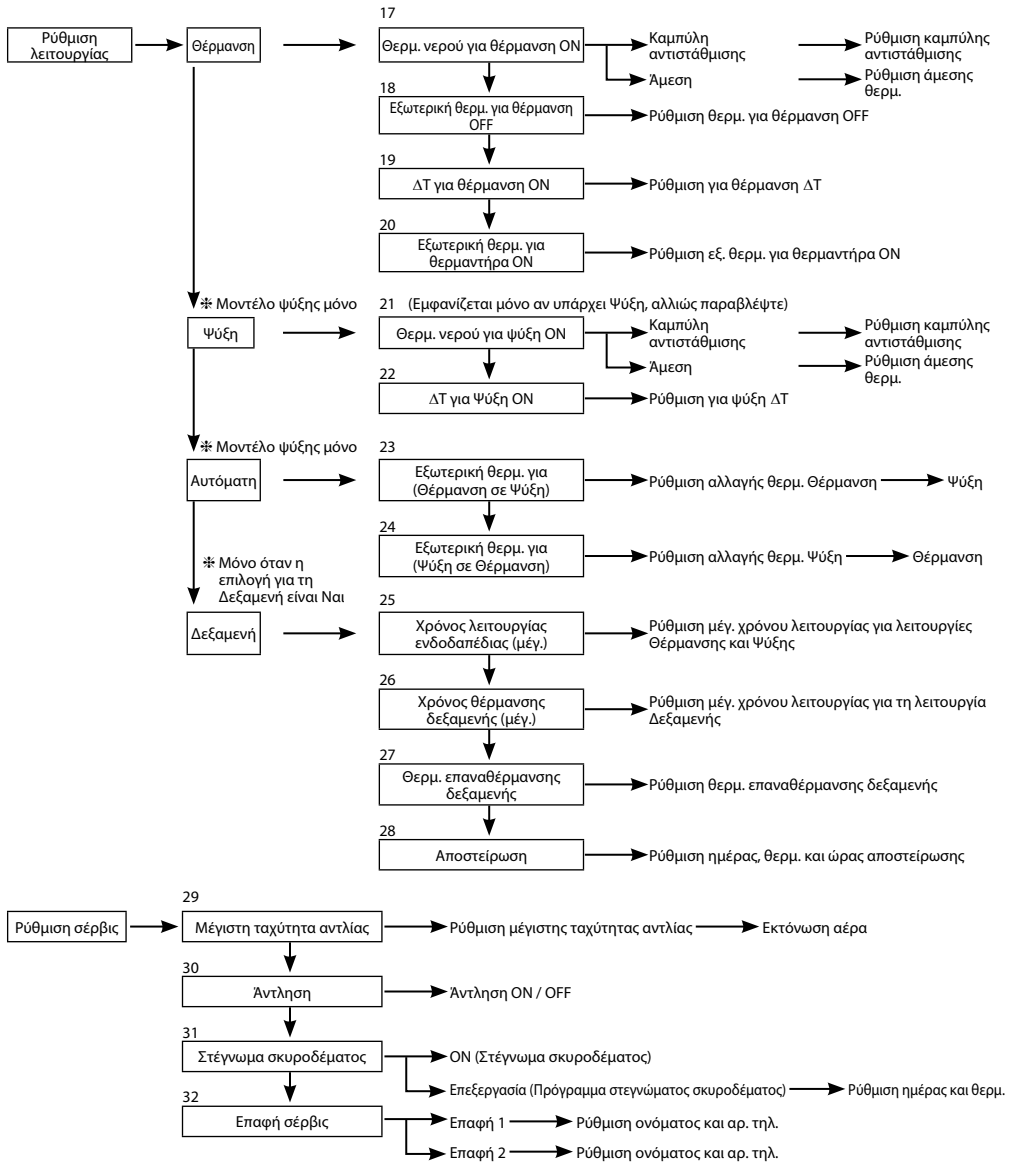 17
Ρύθμιση λειτουργίας
Θέρμανση
Θερμ. νερού για θέρμανση ON
Καμπύλη αντιστάθμισης
Ρύθμιση καμπύλης αντιστάθμισης
Άμεση
Ρύθμιση άμεσης θερμ.
18
Εξωτερική θερμ. για θέρμανση OFF
Ρύθμιση θερμ. για θέρμανση OFF
19
ΔT για θέρμανση ON
Ρύθμιση για θέρμανση ΔT
20
Εξωτερική θερμ. για θερμαντήρα ON
Ρύθμιση εξ. θερμ. για θερμαντήρα ON
※ Μοντέλο ψύξης μόνο
21 (Εμφανίζεται μόνο αν υπάρχει Ψύξη, αλλιώς παραβλέψτε)
Ψύξη
Θερμ. νερού για ψύξη ON
Καμπύλη αντιστάθμισης
Ρύθμιση καμπύλης αντιστάθμισης
Άμεση
Ρύθμιση άμεσης θερμ.
22
ΔT για Ψύξη ON
Ρύθμιση για ψύξη ΔT
※ Μοντέλο ψύξης μόνο
23
Αυτόματη
Εξωτερική θερμ. για (Θέρμανση σε Ψύξη)
Ρύθμιση αλλαγής θερμ. Θέρμανση
Ψύξη
24
Εξωτερική θερμ. για (Ψύξη σε Θέρμανση)
Ρύθμιση αλλαγής θερμ. Ψύξη
Θέρμανση
※ Μόνο όταν η
επιλογή για τη
Δεξαμενή είναι Ναι
25
Δεξαμενή
Χρόνος λειτουργίας ενδοδαπέδιας (μέγ.)
Ρύθμιση μέγ. χρόνου λειτουργίας για λειτουργίες
Θέρμανσης και Ψύξης
26
Χρόνος θέρμανσης δεξαμενής (μέγ.)
Ρύθμιση μέγ. χρόνου λειτουργίας για τη λειτουργία
Δεξαμενής
27
Θερμ. επαναθέρμανσης δεξαμενής
Ρύθμιση θερμ. επαναθέρμανσης δεξαμενής
28
Αποστείρωση
Ρύθμιση ημέρας, θερμ. και ώρας αποστείρωσης
29
Ρύθμιση σέρβις
Μέγιστη ταχύτητα αντλίας
Ρύθμιση μέγιστης ταχύτητας αντλίας
Εκτόνωση αέρα
30
Άντληση
Άντληση ON / OFF
31
Στέγνωμα σκυροδέματος
ON (Στέγνωμα σκυροδέματος)
Επεξεργασία (Πρόγραμμα στεγνώματος σκυροδέματος)
Ρύθμιση ημέρας και θερμ.
32
Επαφή σέρβις
Επαφή 1
Ρύθμιση ονόματος και αρ. τηλ.
Επαφή 2
Ρύθμιση ονόματος και αρ. τηλ.